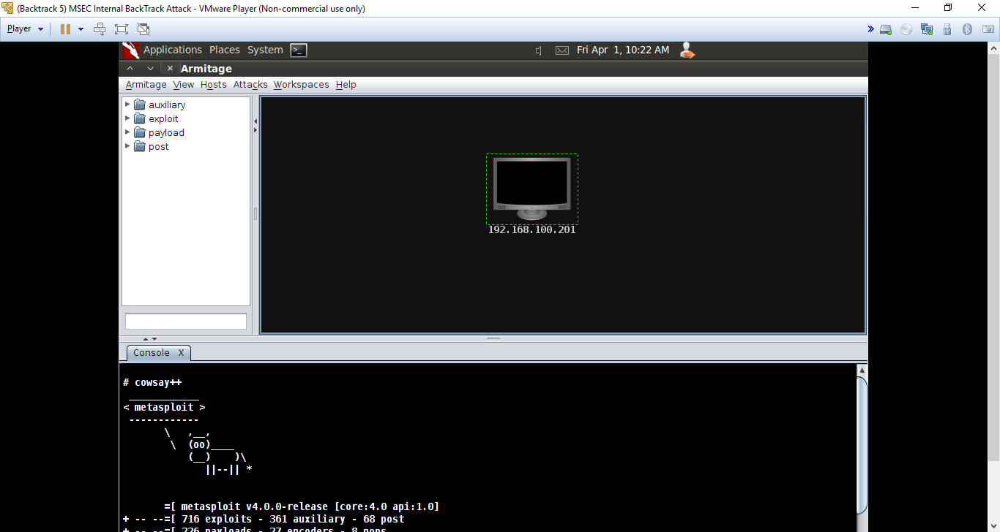 (Backtrack 5) MSEC Internal BackTrack Attack - VMware Player (Non-commercial use only)
Player
Applications Places System Fri Apr 1, 10:22 AM
Armitage
Armitage View Hosts Attacks Workspaces Help
auxiliary
exploit
payload
post
192.168.100.201
Console X
# cowsay++
 ____________
< metasploit >
 ------------
       \   ,__,
        \  (oo)____
           (__)    )\
              ||--|| *
=[ metasploit v4.0.0-release [core:4.0 api:1.0]
+ -- --=[ 716 exploits - 361 auxiliary - 68 post
+ -- --=[ 226 payloads - 27 encoders - 8 nops